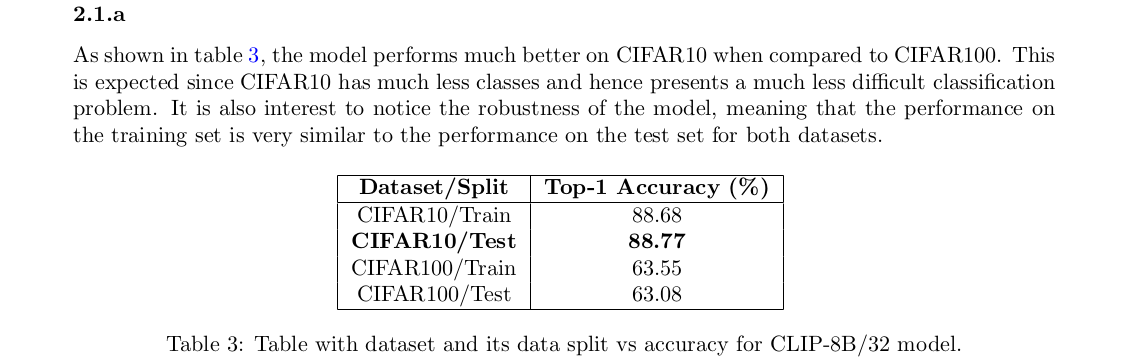 2.1.a
As shown in table 3, the model performs much better on CIFAR10 when compared to CIFAR100. This
is expected since CIFAR10 has much less classes and hence presents a much less difficult classification
problem. It is also interest to notice the robustness of the model, meaning that the performance on
the training set is very similar to the performance on the test set for both datasets.
Dataset/Split Top-1 Accuracy (%)
CIFAR10/Train 88.68
CIFAR10/Test 88.77
CIFAR100/Train 63.55
CIFAR100/Test 63.08
Table 3: Table with dataset and its data split vs accuracy for CLIP-8B/32 model.